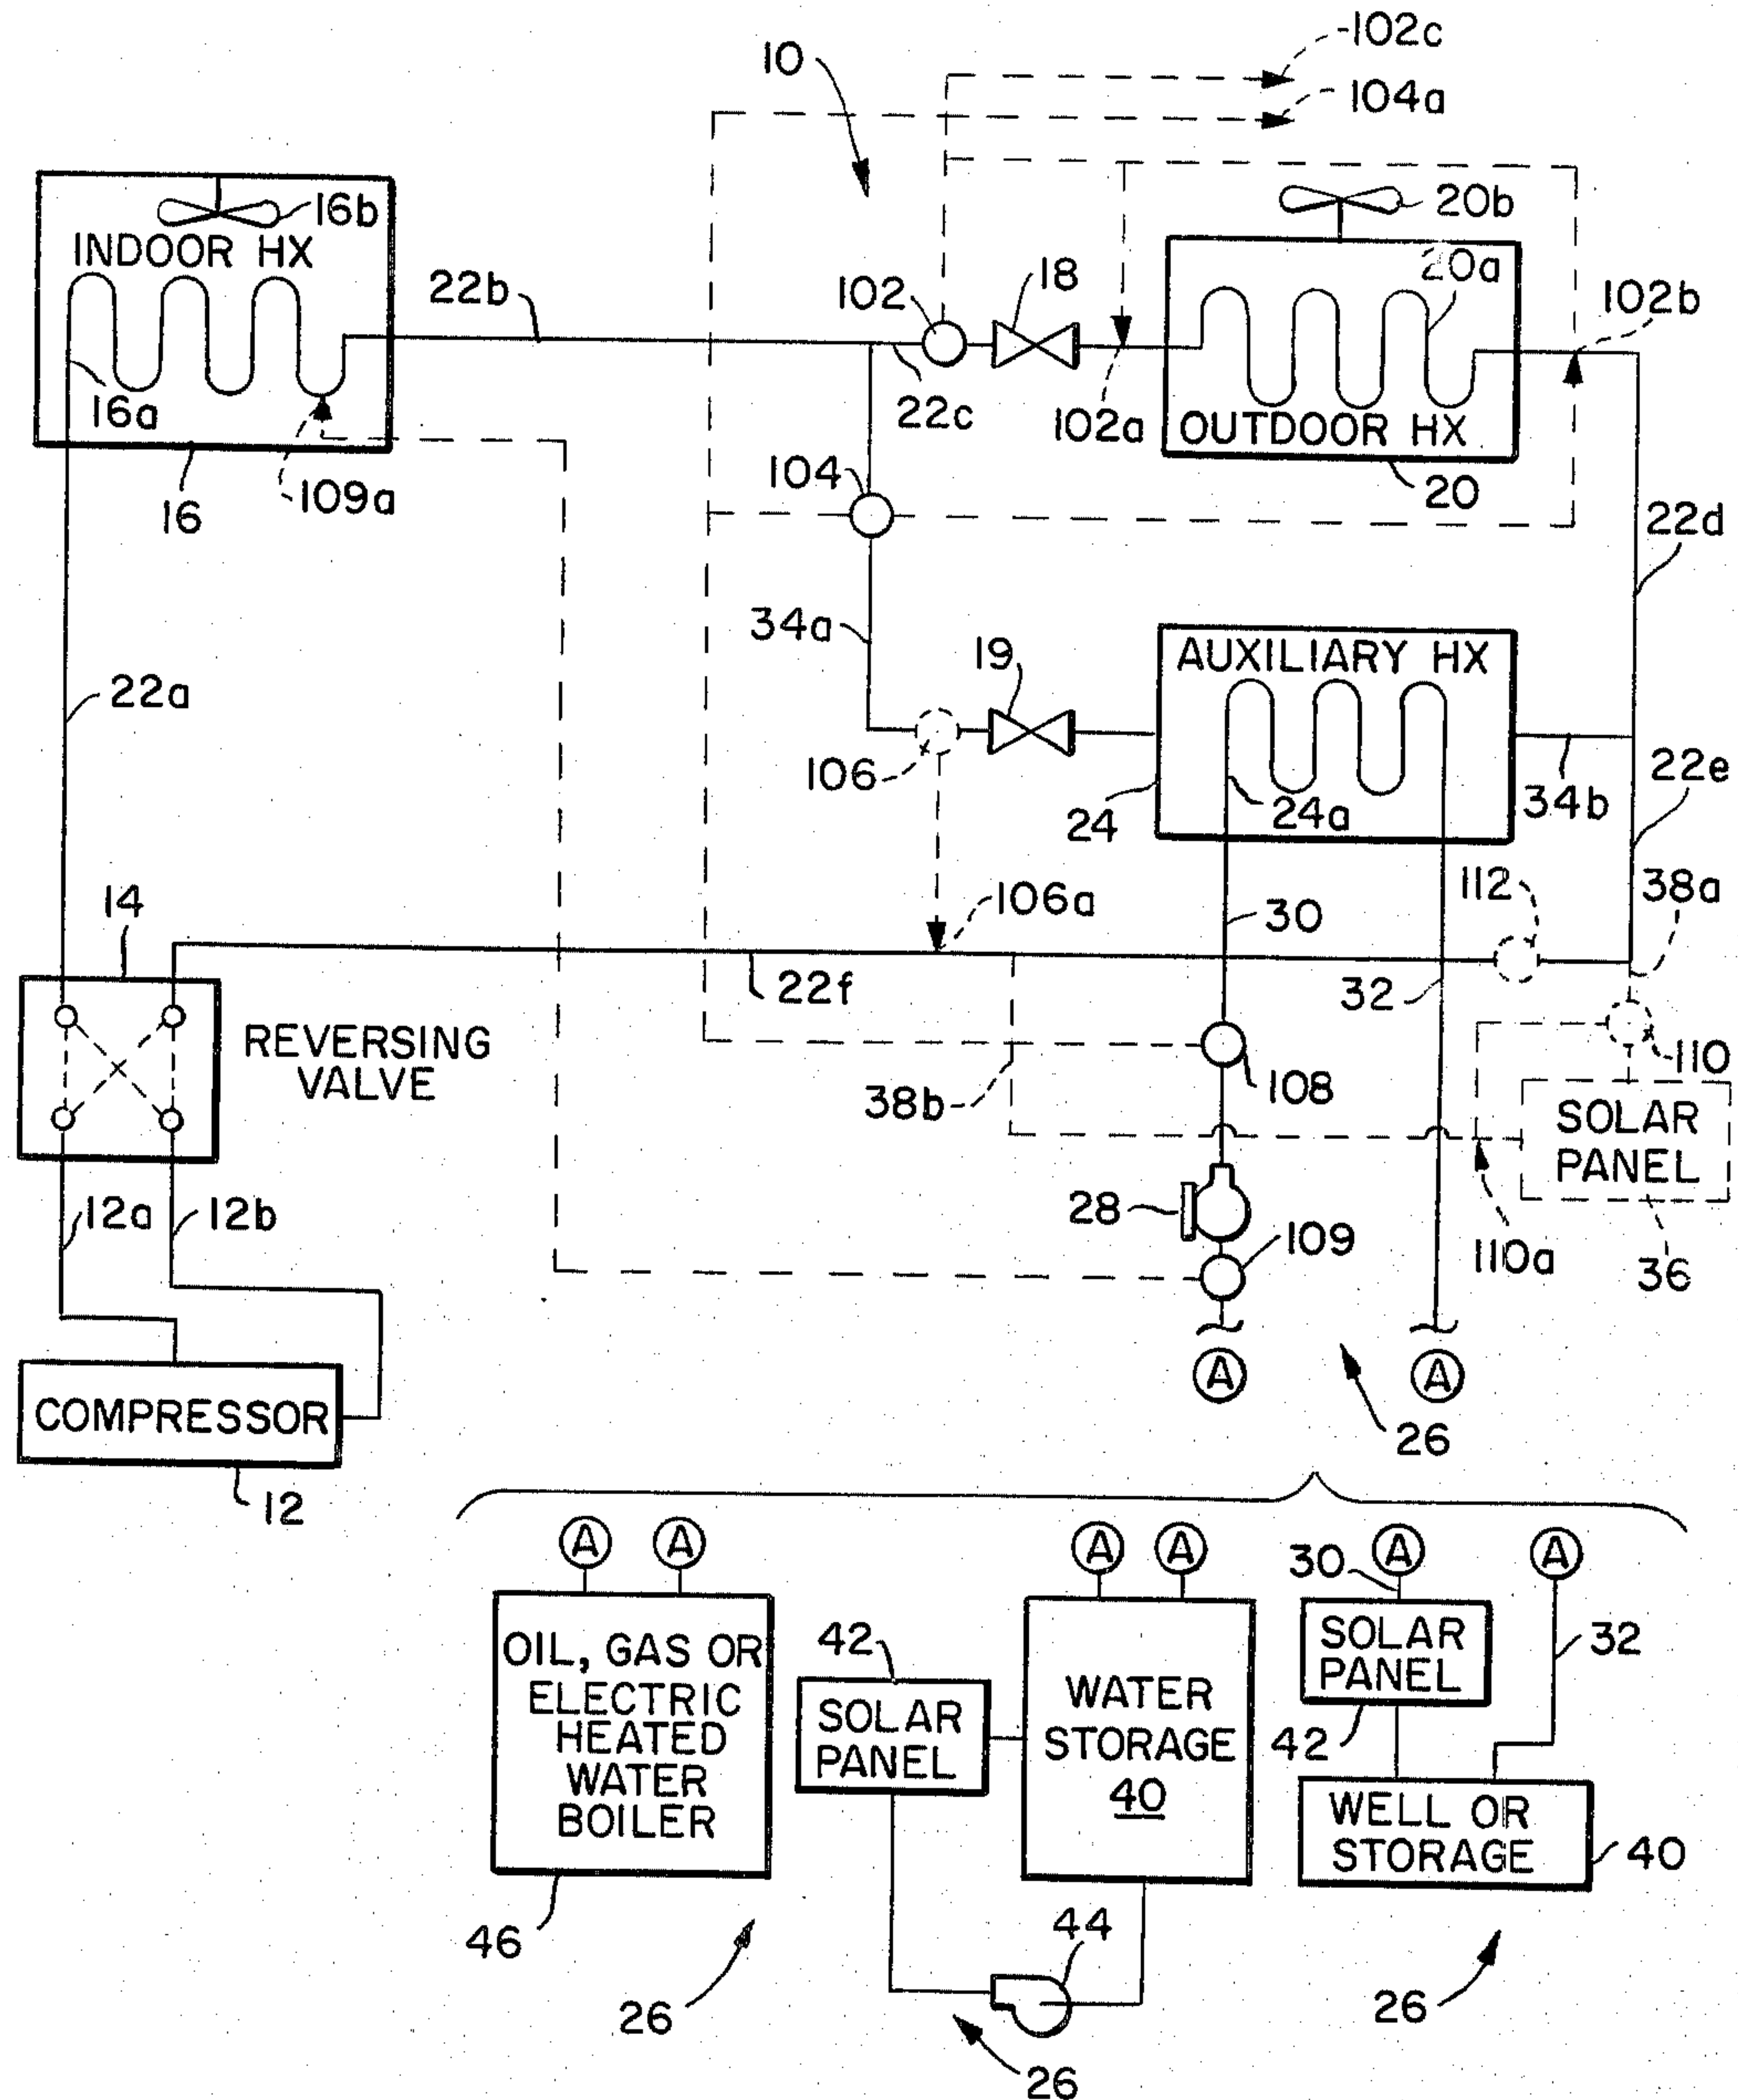 102c
10
104a
16b
20b
INDOOR HX
20a
18
22b
102
102b
16a
22c
102a
OUTDOOR HX
104
20
109a
16
22d
34a
AUXILIARY HX
19
22a
22e
106
24
24a
34b
14
106a
30
112
38a
22f
32
REVERSING
VALVE
38b
108
110
SOLAR
PANEL
12a
12b
28
109
110a
36
A
A
COMPRESSOR
26
12
A
A
A
A
A
A
30
OIL, GAS OR
ELECTRIC
HEATED
WATER
BOILER
42
SOLAR
PANEL
WATER
STORAGE
40
SOLAR
PANEL
32
42
WELL OR
STORAGE
40
46
44
26
26
26